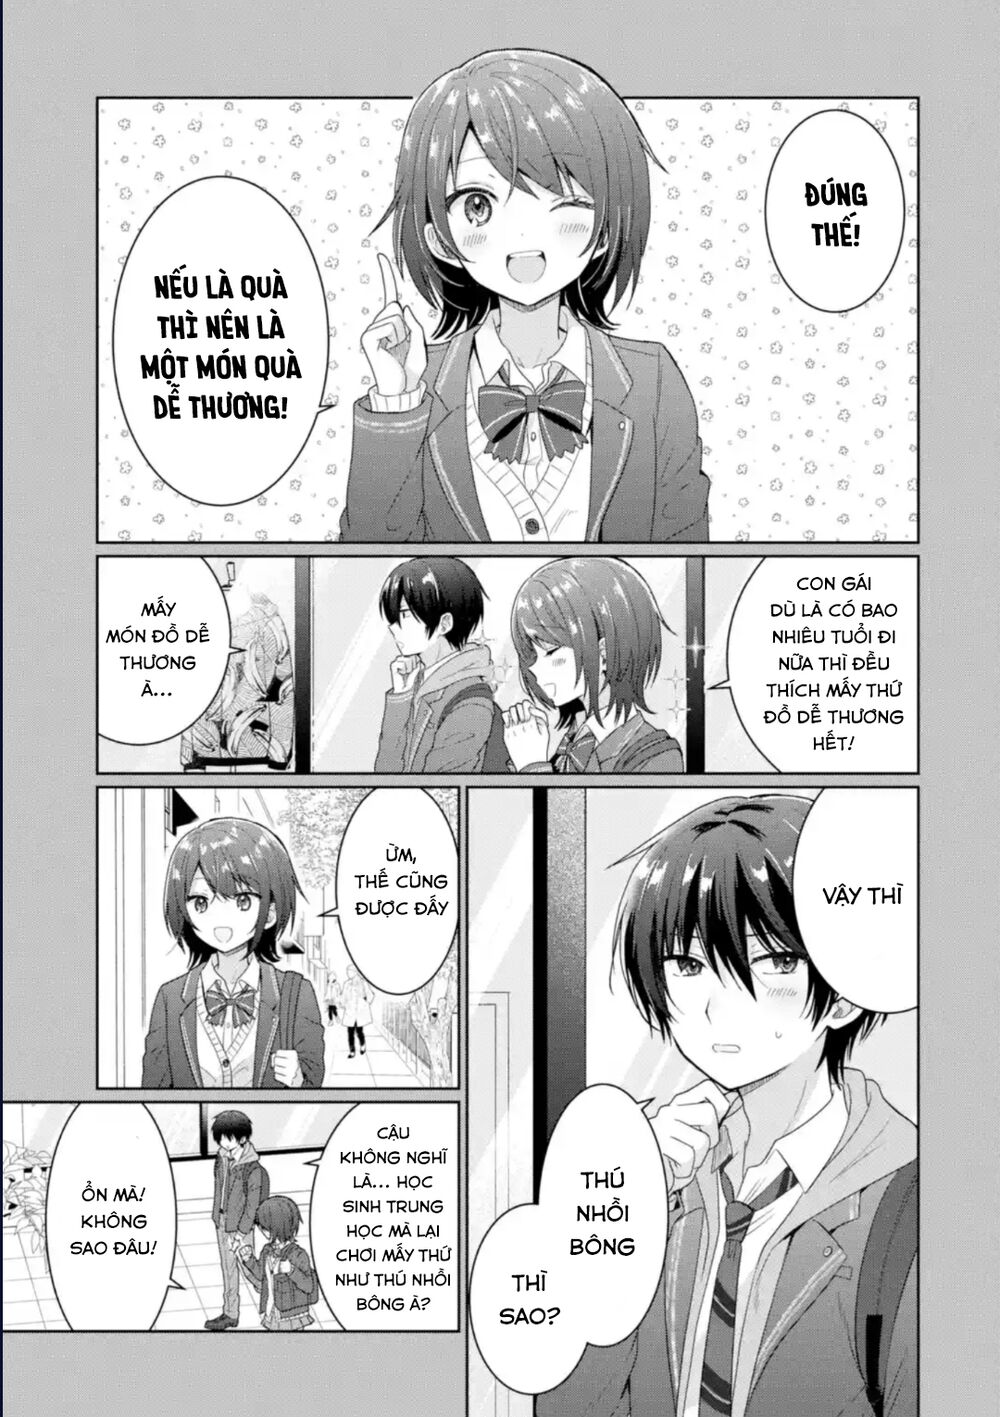 ĐÚNG
THẾ!
NẾU LÀ QUÀ
THÌ NÊN LÀ
MỘT MÓN QUÀ
DỄ THƯƠNG!
CON GÁI
DÙ LÀ CÓ BAO
NHIÊU TUỔI ĐI
NỮA THÌ ĐỀU
THÍCH MẤY THỨ
ĐỒ DỄ THƯƠNG
HẾT!
MẤY
MÓN ĐỒ DỄ
THƯƠNG
À...
VẬY THÌ
THÚ
NHỒI
BÔNG
THÌ
SAO?
ỪM,
THẾ CŨNG
ĐƯỢC ĐẤY
CẬU
KHÔNG NGHĨ
LÀ... HỌC
SINH TRUNG
HỌC MÀ LẠI
CHƠI MẤY THỨ
NHƯ THÚ NHỒI
BÔNG À?
ỔN MÀ!
KHÔNG
SAO ĐÂU!